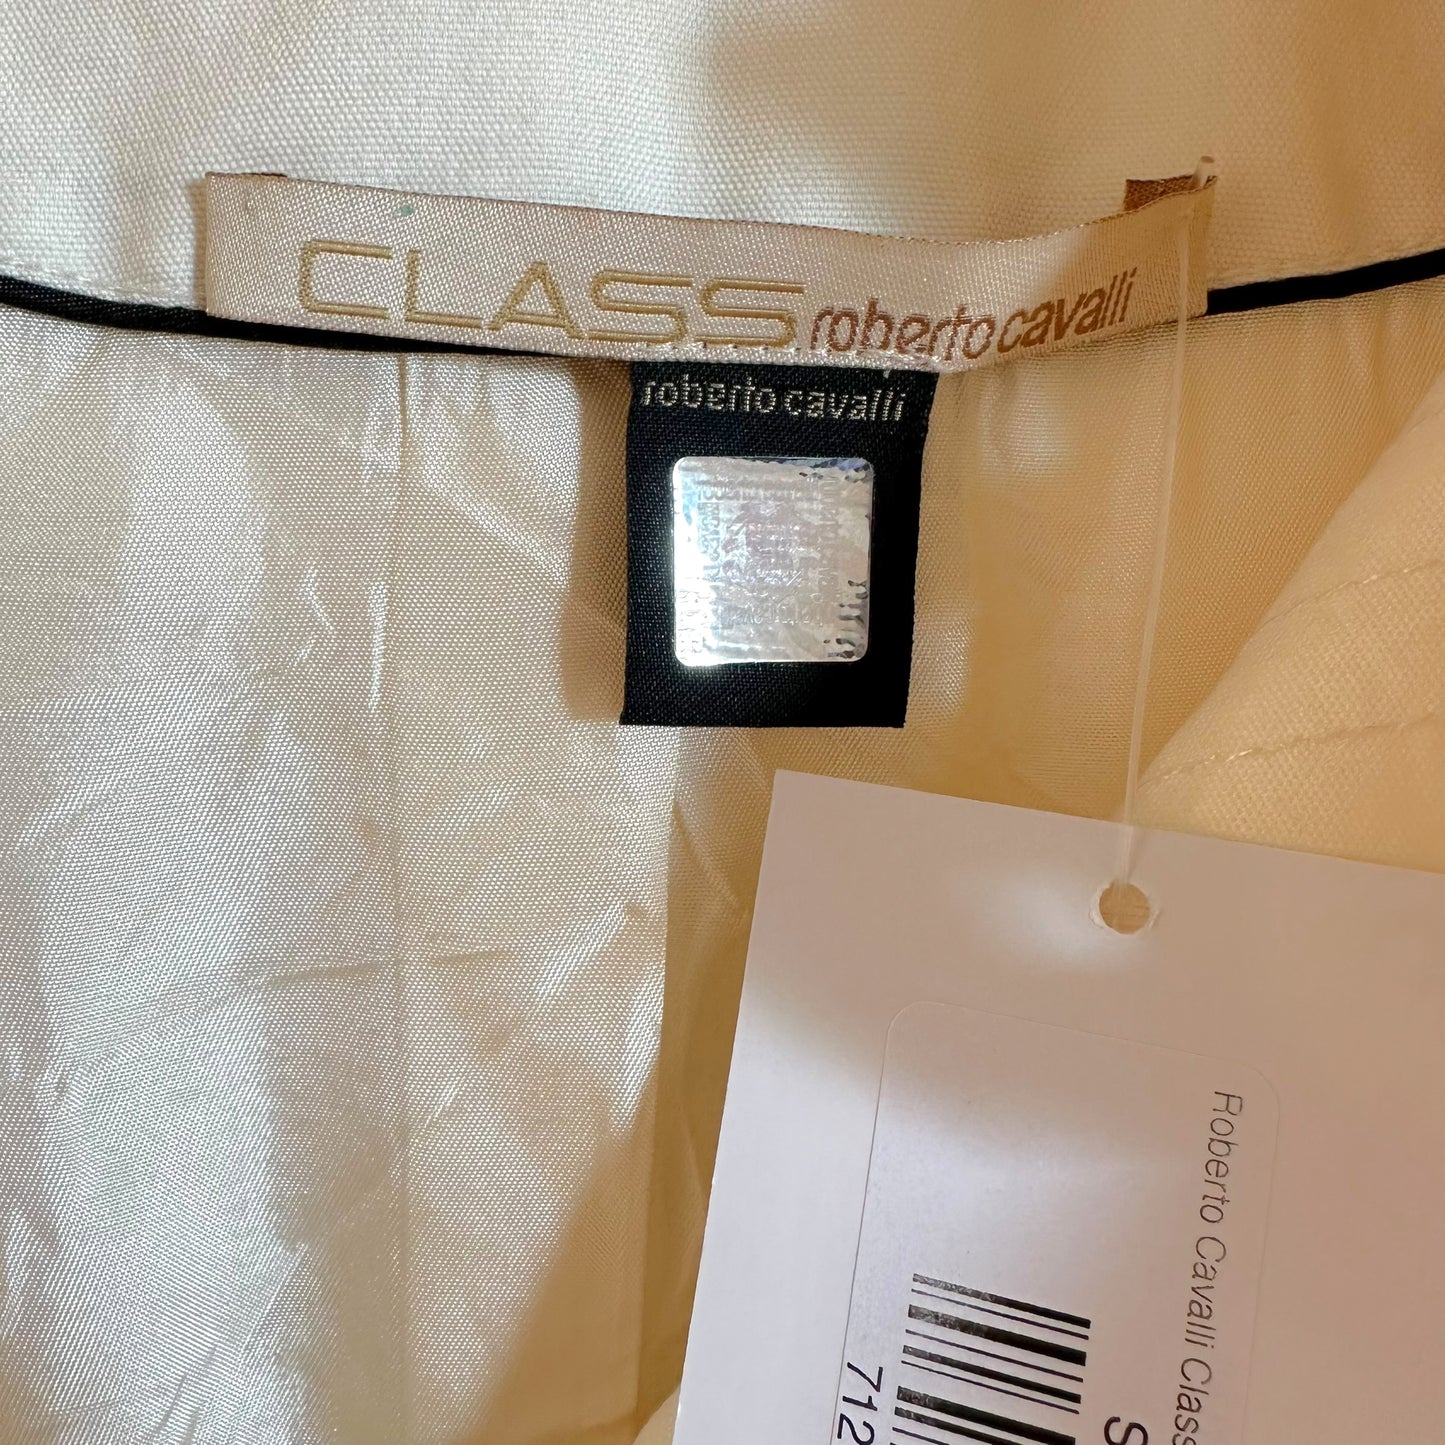 CLASS roberto cavalli
roberto cavalli
Roberto Cavalli Class
S
712